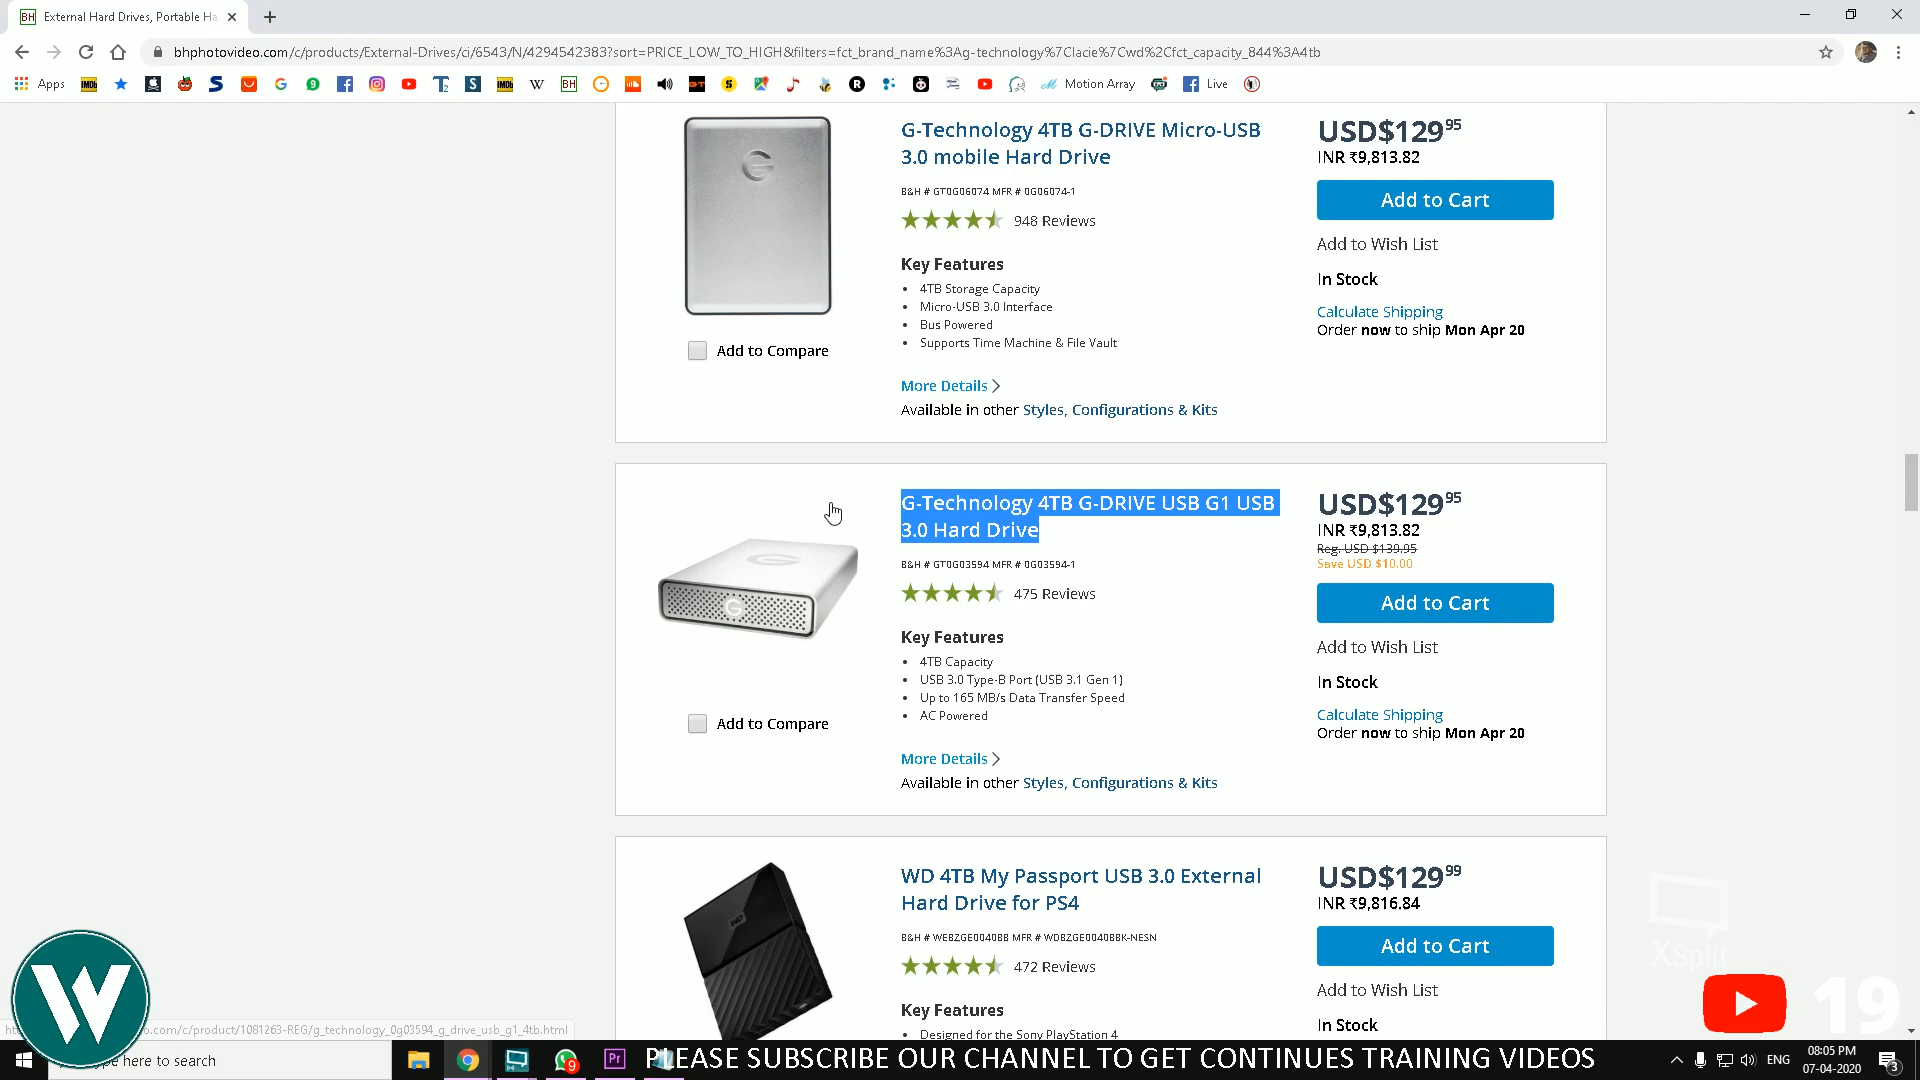 BH External Hard Drives, Portable Ha
bhphotovideo.com/c/products/External-Drives/ci/6543/N/4294542383?sort=PRICE_LOW_TO_HIGH&filters=fct_brand_name%3Ag-technology%7Clacie%7Cwd%2Cfct_capacity_844%3A4tb
Apps
Motion Array
Live
G-Technology 4TB G-DRIVE Micro-USB
3.0 mobile Hard Drive
B&H # GT0G06074 MFR # 0G06074-1
948 Reviews
Key Features
• 4TB Storage Capacity
• Micro-USB 3.0 Interface
• Bus Powered
• Supports Time Machine & File Vault
More Details
Available in other Styles, Configurations & Kits
Add to Compare
USD$129 95
INR ₹9,813.82
Add to Cart
Add to Wish List
In Stock
Calculate Shipping
Order now to ship Mon Apr 20
G-Technology 4TB G-DRIVE USB G1 USB
3.0 Hard Drive
B&H # GT0G03594 MFR # 0G03594-1
475 Reviews
Key Features
• 4TB Capacity
• USB 3.0 Type-B Port (USB 3.1 Gen 1)
• Up to 165 MB/s Data Transfer Speed
• AC Powered
More Details
Available in other Styles, Configurations & Kits
Add to Compare
USD$129 95
INR ₹9,813.82
Reg. USD $139.95
Save USD $10.00
Add to Cart
Add to Wish List
In Stock
Calculate Shipping
Order now to ship Mon Apr 20
WD 4TB My Passport USB 3.0 External
Hard Drive for PS4
B&H # WEBZGE0040BB MFR # WDBZGE0040BBK-NESN
472 Reviews
Key Features
• Designed for the Sony PlayStation 4
USD$129 99
INR ₹9,816.84
Add to Cart
Add to Wish List
In Stock
XSplit
19
W
.com/c/product/1081263-REG/g_technology_0g03594_g_drive_usb_g1_4tb.html
here to search
PLEASE SUBSCRIBE OUR CHANNEL TO GET CONTINUES TRAINING VIDEOS
ENG
08:05 PM
07-04-2020
3